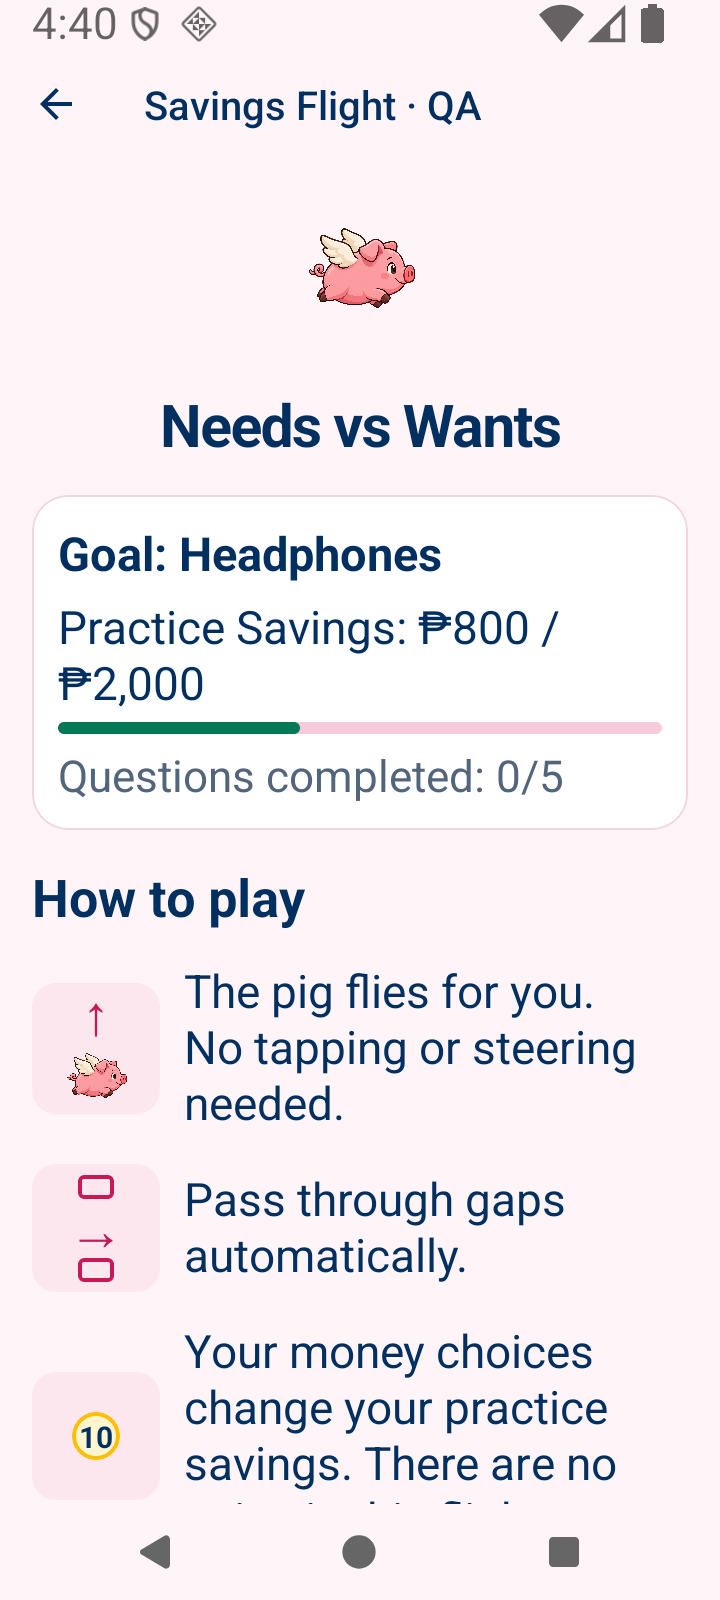 4:40
Savings Flight · QA
Needs vs Wants
Goal: Headphones
Practice Savings: ₱800 /
₱2,000
Questions completed: 0/5
How to play
↑
The pig flies for you.
No tapping or steering
needed.
→
Pass through gaps
automatically.
10
Your money choices
change your practice
savings. There are no